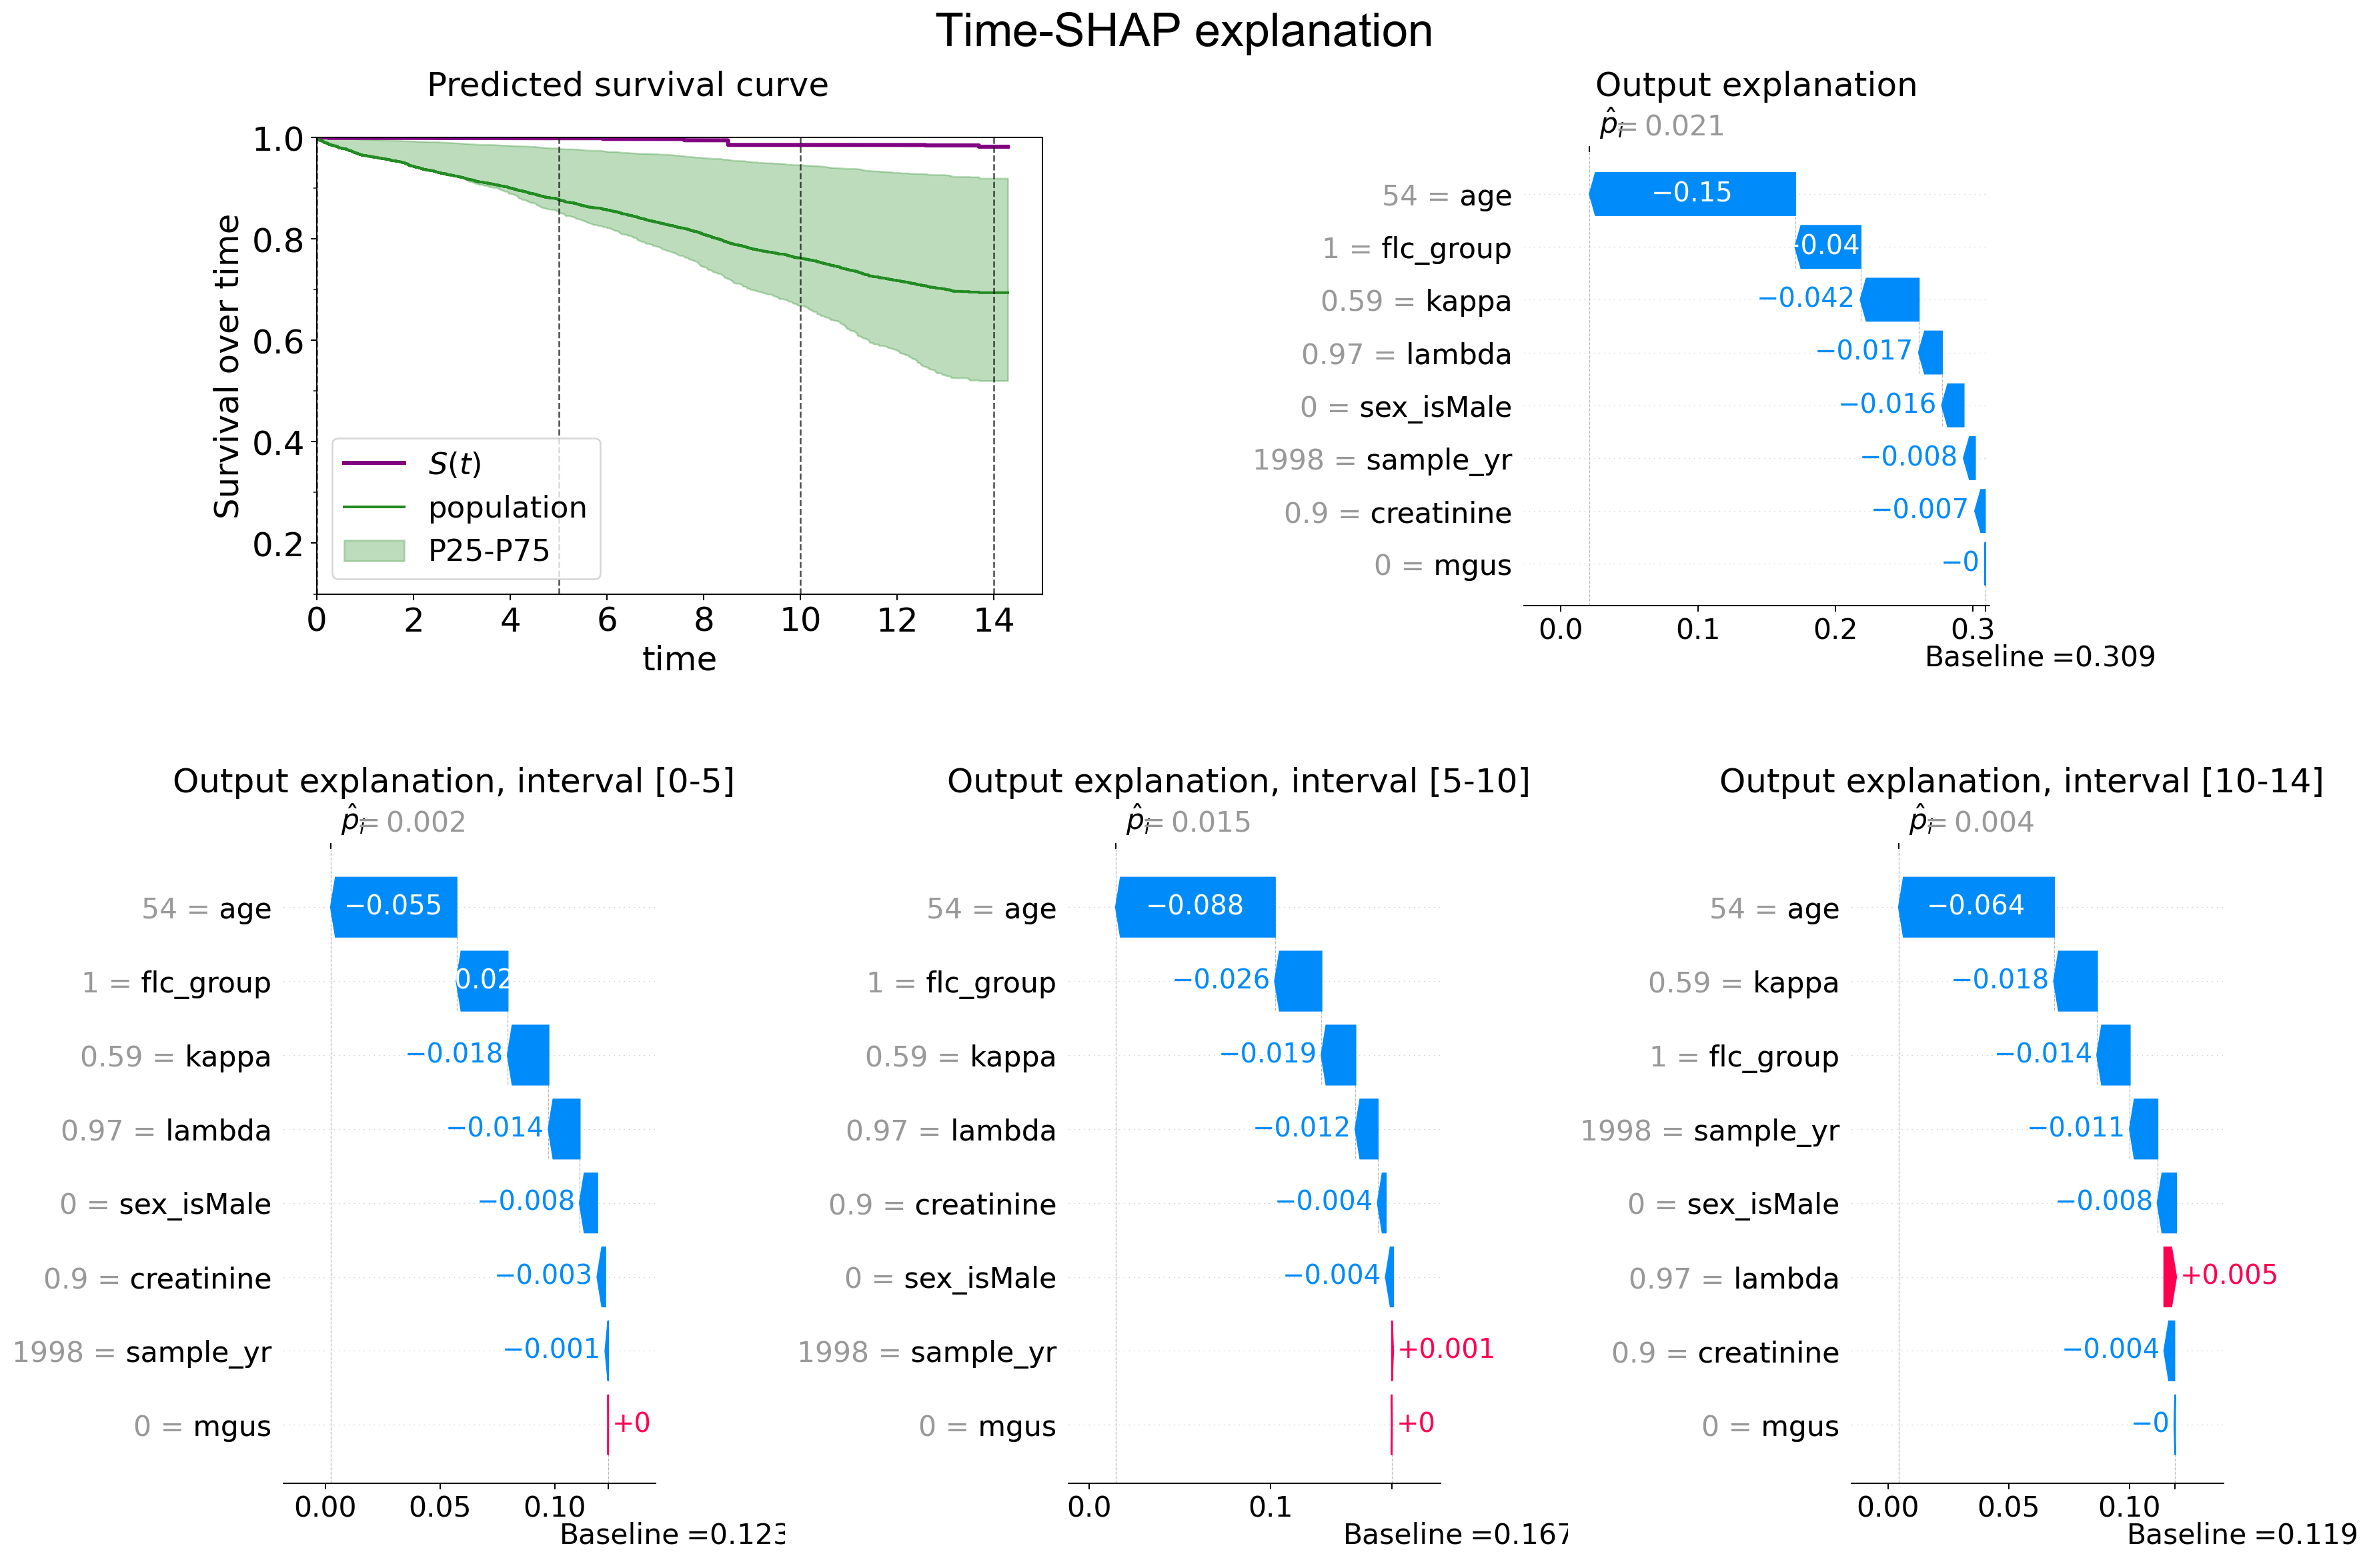 Time-SHAP explanation
Predicted survival curve
Survival over time
1.0
0.8
0.6
0.4
0.2
S(t)
population
P25-P75
0 2 4 6 8 10 12 14
time
Output explanation
p̂ᵢ = 0.021
54 = age −0.15
1 = flc_group −0.04
0.59 = kappa −0.042
0.97 = lambda −0.017
0 = sex_isMale −0.016
1998 = sample_yr −0.008
0.9 = creatinine −0.007
0 = mgus −0
0.0 0.1 0.2 0.3
Baseline =0.309
Output explanation, interval [0-5]
p̂ᵢ = 0.002
54 = age −0.055
1 = flc_group 0.02
0.59 = kappa −0.018
0.97 = lambda −0.014
0 = sex_isMale −0.008
0.9 = creatinine −0.003
1998 = sample_yr −0.001
0 = mgus +0
0.00 0.05 0.10
Baseline =0.123
Output explanation, interval [5-10]
p̂ᵢ = 0.015
54 = age −0.088
1 = flc_group −0.026
0.59 = kappa −0.019
0.97 = lambda −0.012
0.9 = creatinine −0.004
0 = sex_isMale −0.004
1998 = sample_yr +0.001
0 = mgus +0
0.0 0.1
Baseline =0.167
Output explanation, interval [10-14]
p̂ᵢ = 0.004
54 = age −0.064
0.59 = kappa −0.018
1 = flc_group −0.014
1998 = sample_yr −0.011
0 = sex_isMale −0.008
0.97 = lambda +0.005
0.9 = creatinine −0.004
0 = mgus −0
0.00 0.05 0.10
Baseline =0.119